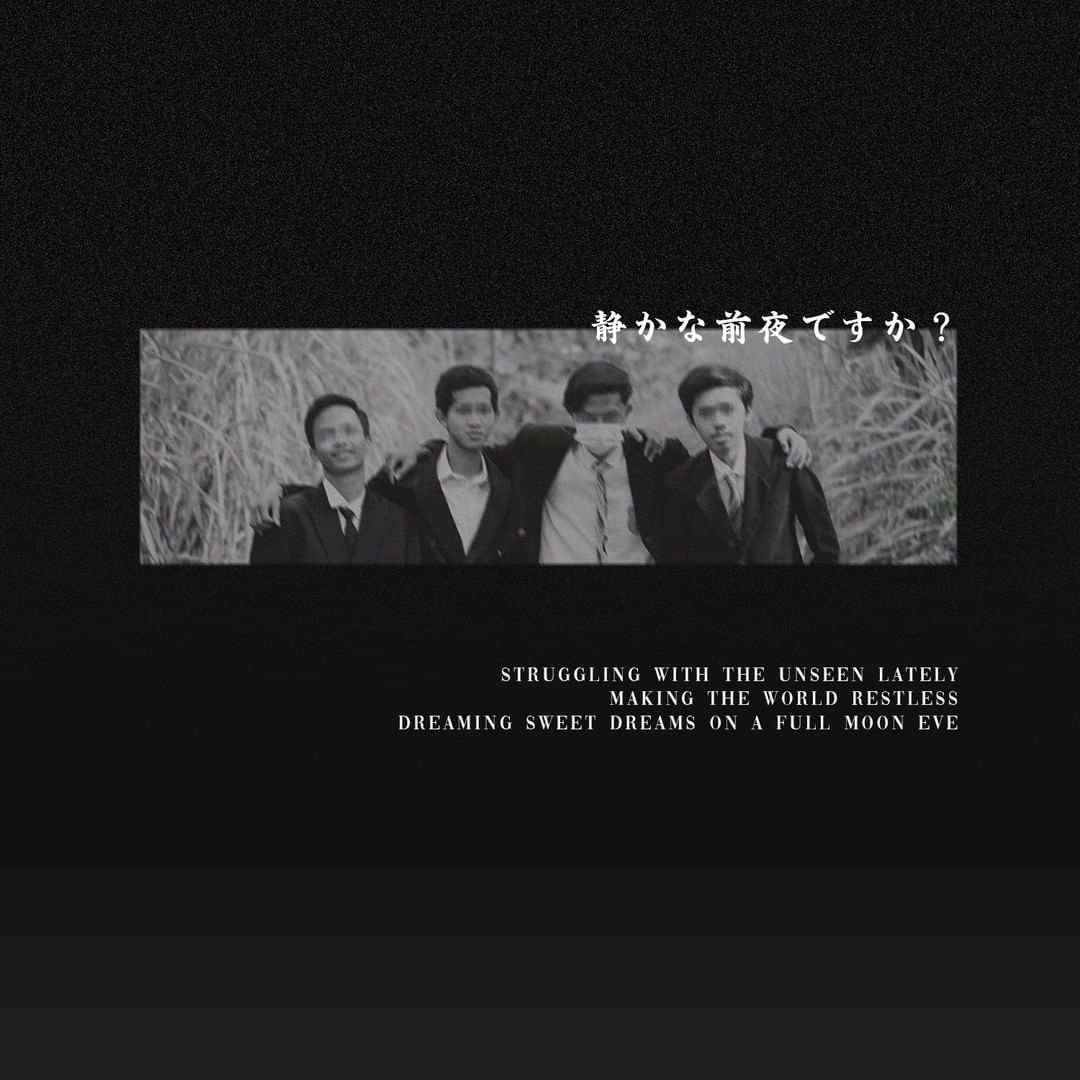 静かな前夜ですか？
STRUGGLING WITH THE UNSEEN LATELY
MAKING THE WORLD RESTLESS
DREAMING SWEET DREAMS ON A FULL MOON EVE